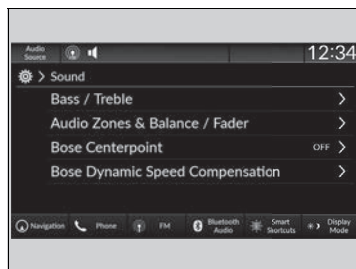 Audio
Source
12:34
> Sound
Bass / Treble >
Audio Zones & Balance / Fader >
Bose Centerpoint OFF >
Bose Dynamic Speed Compensation >
Navigation Phone FM Bluetooth Audio Smart Shortcuts Display Mode